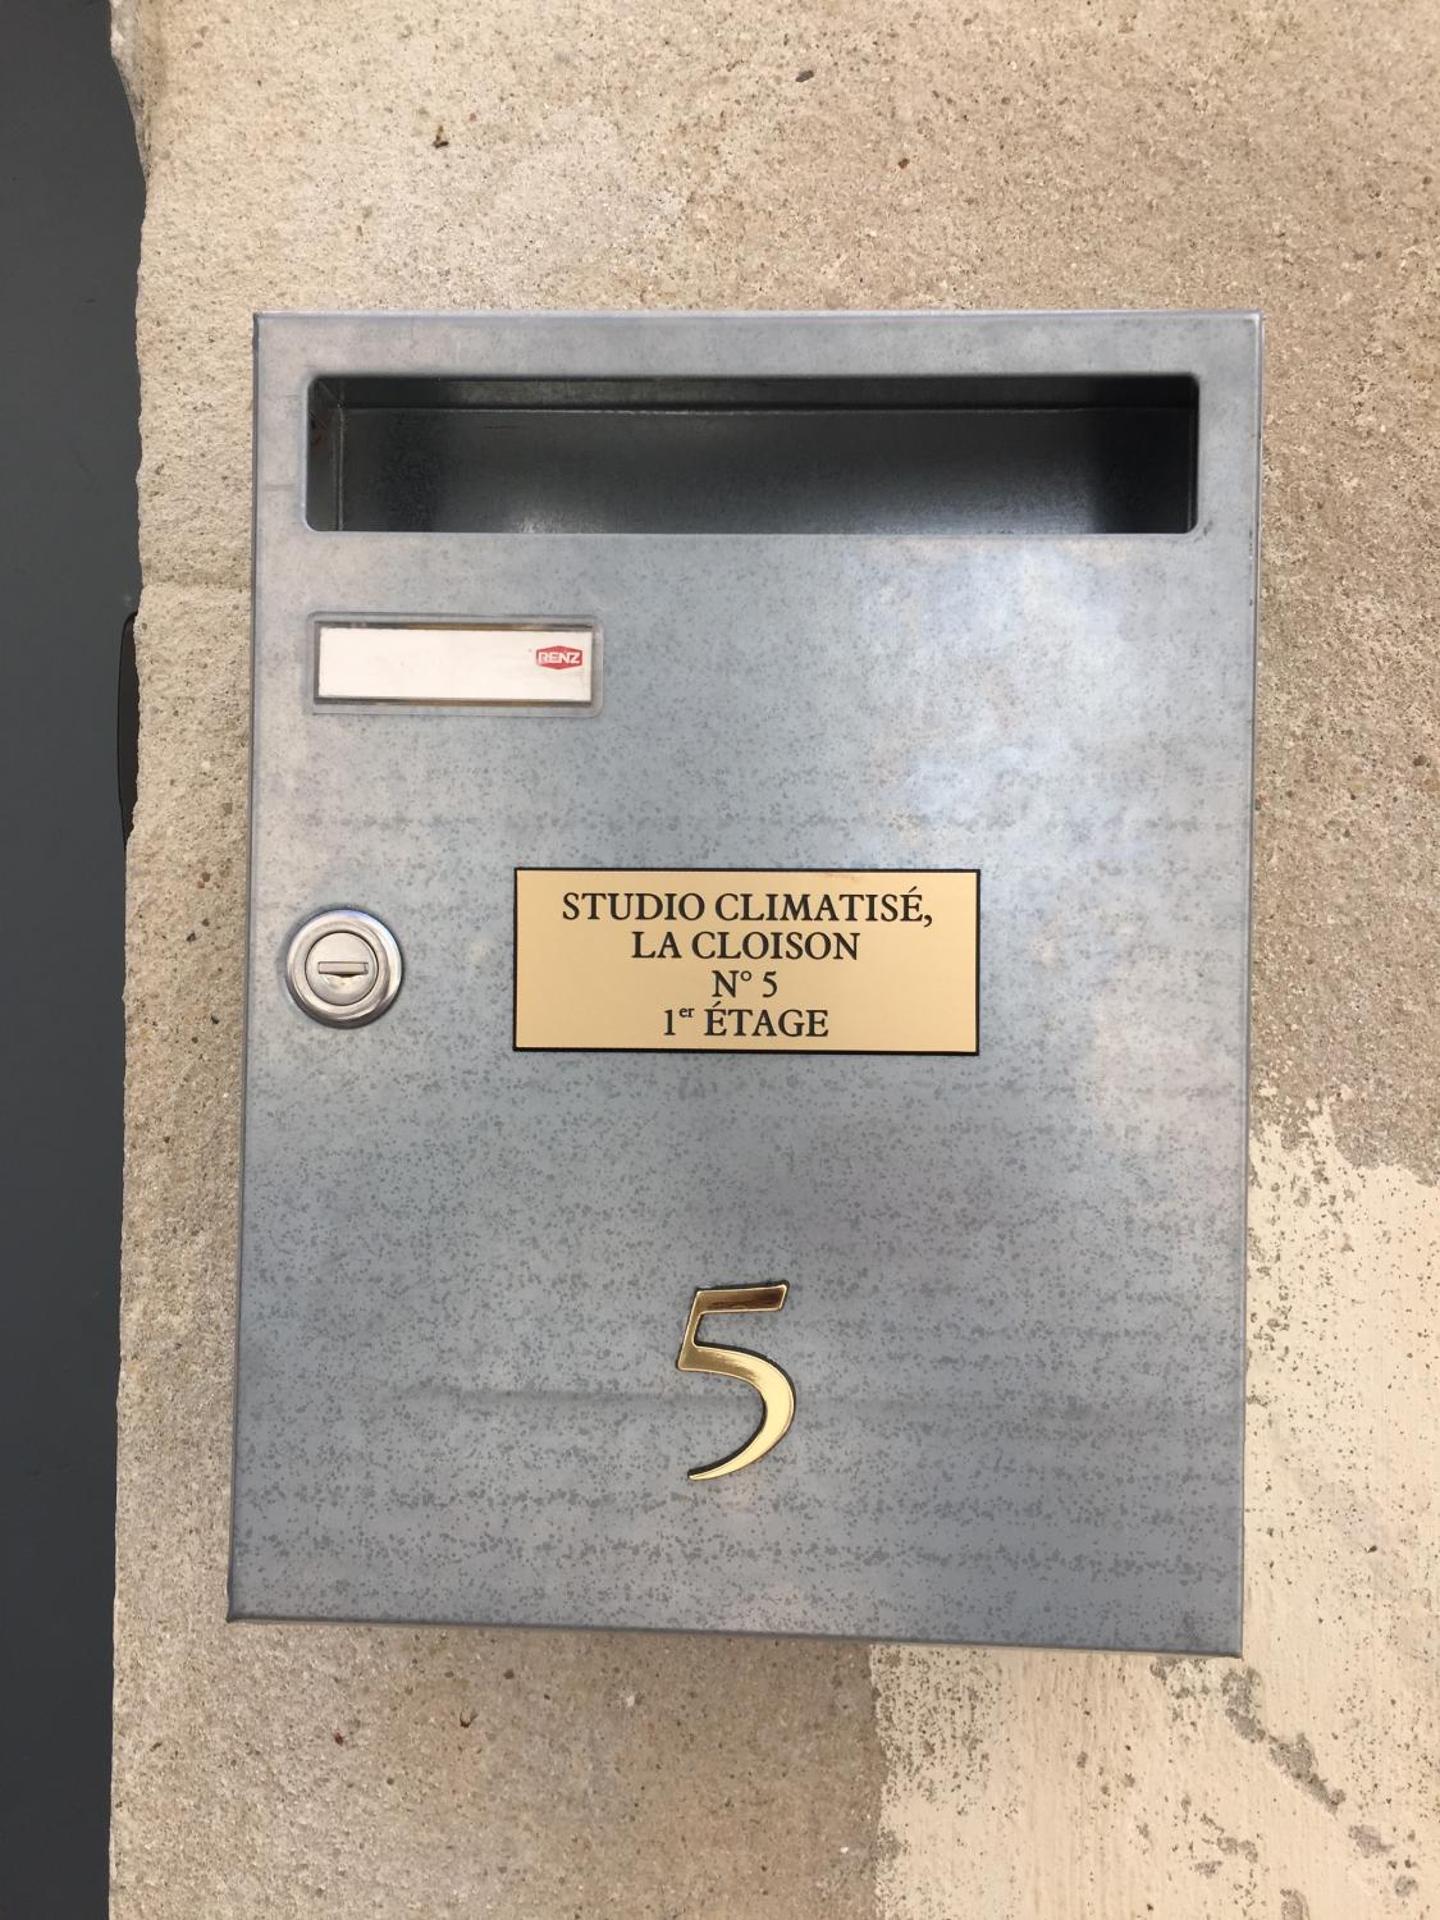 RENZ
STUDIO CLIMATISÉ,
LA CLOISON
N° 5
1er ÉTAGE
5